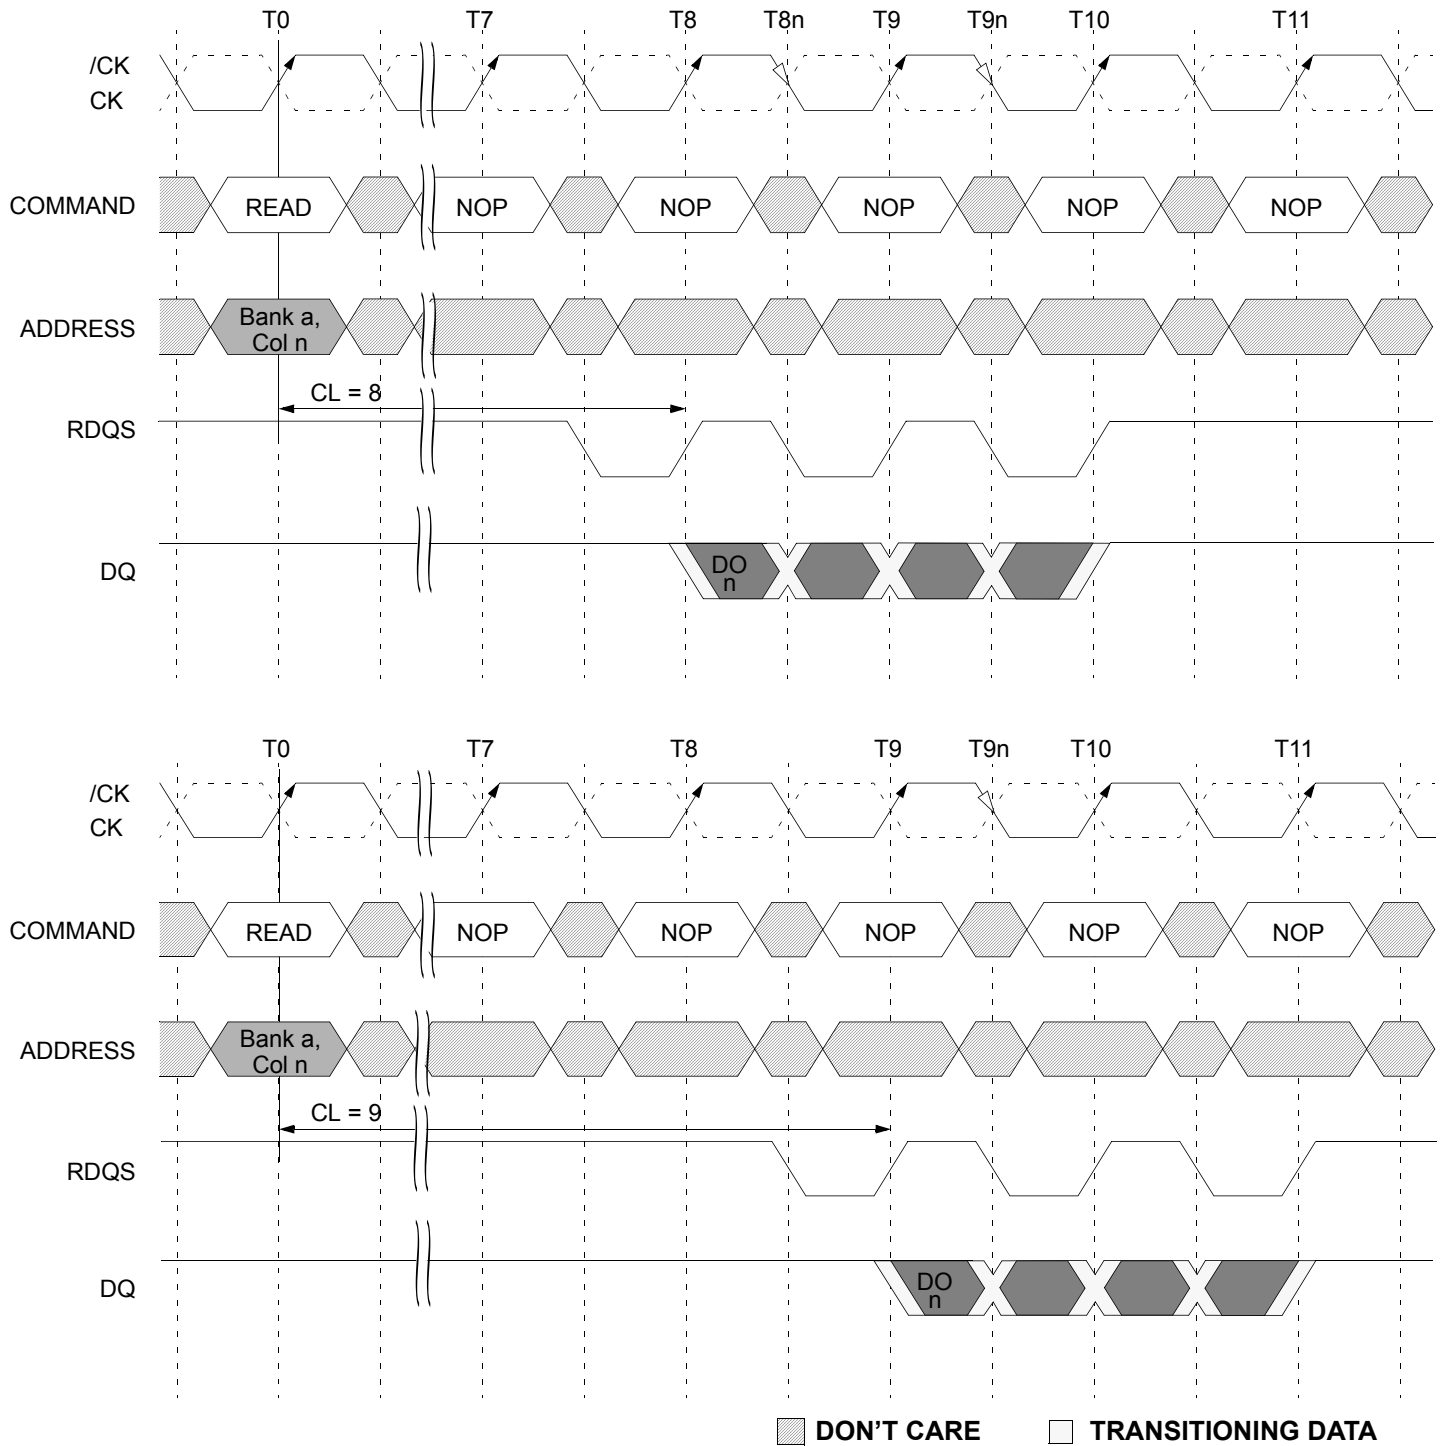 T0 T7 T8 T8n T9 T9n T10 T11
/CK
CK
COMMAND READ NOP NOP NOP NOP NOP
ADDRESS Bank a,
Col n
CL = 8
RDQS
DQ DO
n
T0 T7 T8 T9 T9n T10 T11
/CK
CK
COMMAND READ NOP NOP NOP NOP NOP
ADDRESS Bank a,
Col n
CL = 9
RDQS
DQ DO
n
DON'T CARE TRANSITIONING DATA